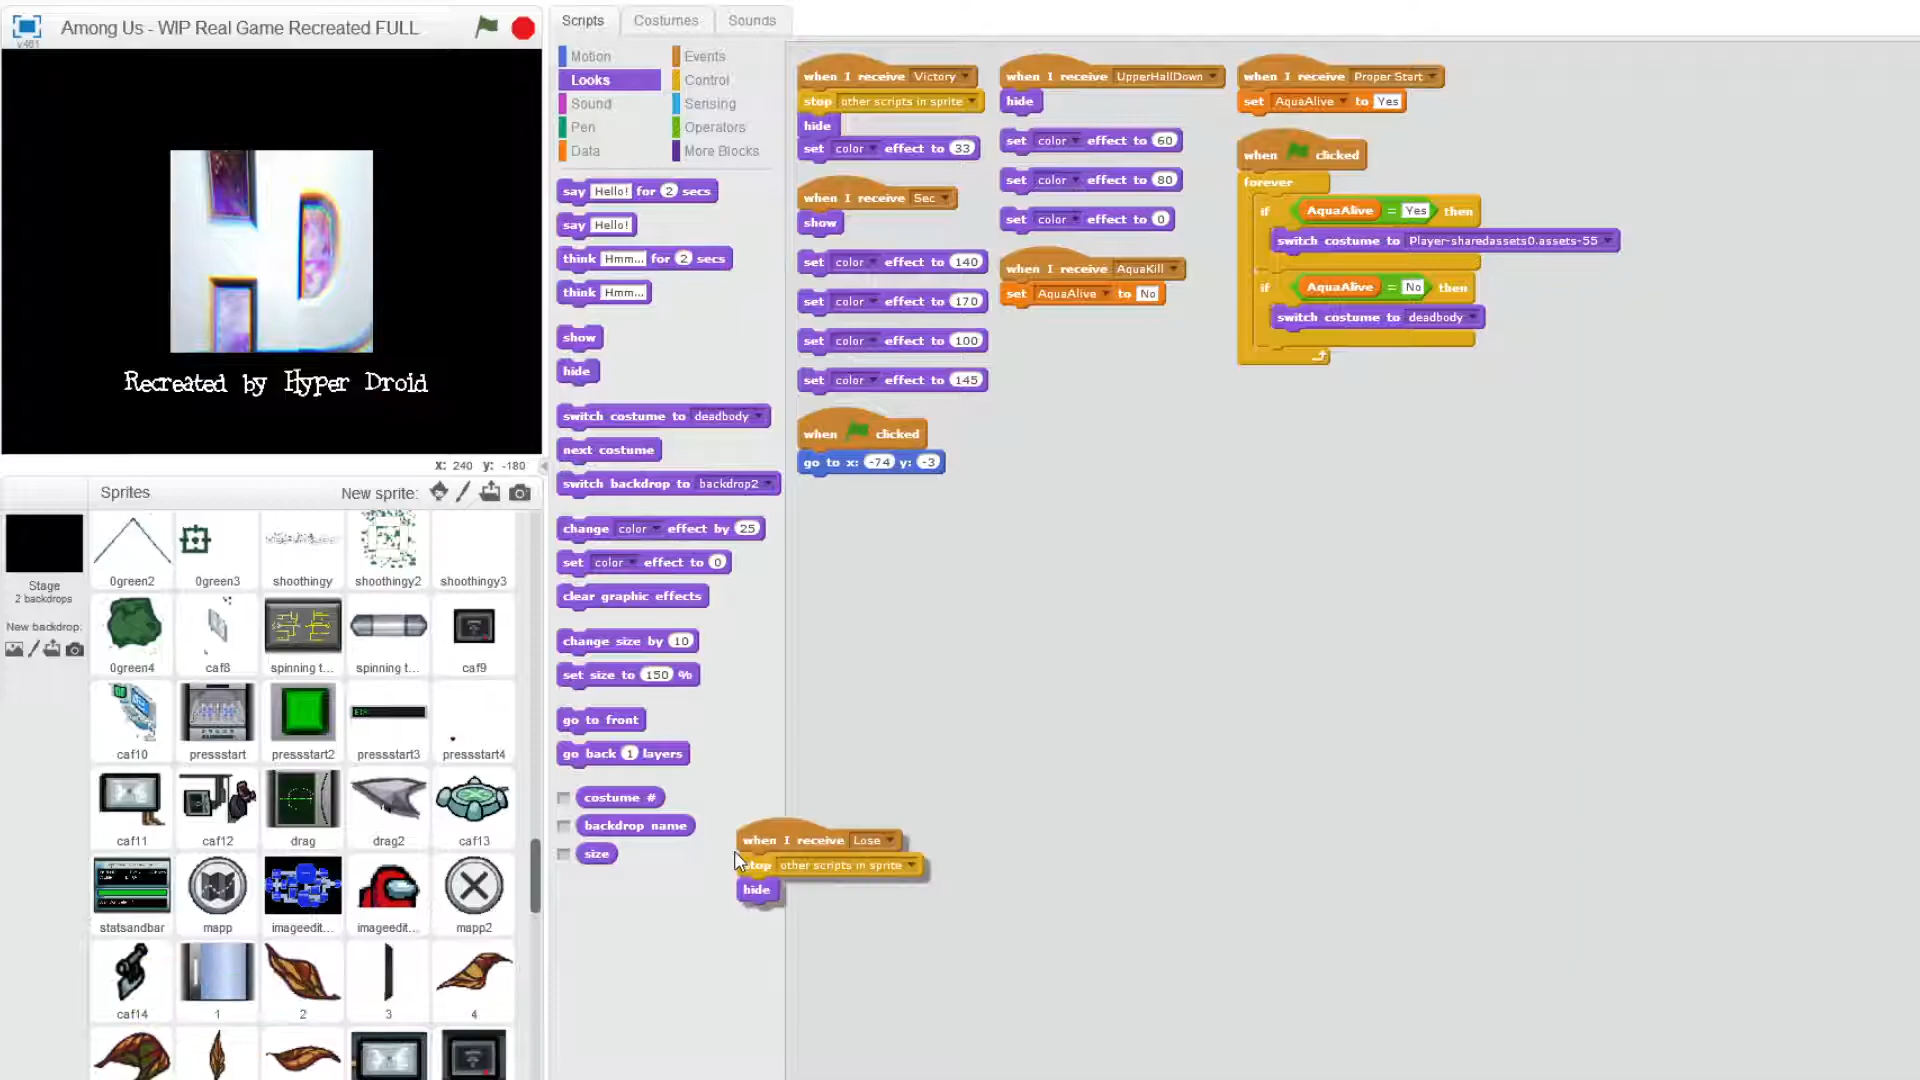 v461
Among Us - WIP Real Game Recreated FULL
HD
Recreated by Hyper Droid
x: 240 y: -180
Sprites
New sprite:
Stage
2 backdrops
New backdrop:
0green2
0green3
shoothingy
shoothingy2
shoothingy3
0green4
caf8
spinning t...
spinning t...
caf9
caf10
pressstart
pressstart2
pressstart3
pressstart4
caf11
caf12
drag
drag2
caf13
statsandbar
mapp
imageedit...
imageedit...
mapp2
caf14
1
2
3
4
Scripts
Costumes
Sounds
Motion
Looks
Sound
Pen
Data
Events
Control
Sensing
Operators
More Blocks
say Hello! for 2 secs
say Hello!
think Hmm... for 2 secs
think Hmm...
show
hide
switch costume to deadbody
next costume
switch backdrop to backdrop2
change color effect by 25
set color effect to 0
clear graphic effects
change size by 10
set size to 150 %
go to front
go back 1 layers
costume #
backdrop name
size
when I receive Victory
stop other scripts in sprite
hide
set color effect to 33
when I receive Sec
show
set color effect to 140
set color effect to 170
set color effect to 100
set color effect to 145
when clicked
go to x: -74 y: -3
when I receive UpperHallDown
hide
set color effect to 60
set color effect to 80
set color effect to 0
when I receive AquaKill
set AquaAlive to No
when I receive Proper Start
set AquaAlive to Yes
when clicked
forever
if AquaAlive = Yes then
switch costume to Player-sharedassets0.assets-55
if AquaAlive = No then
switch costume to deadbody
when I receive Lose
stop other scripts in sprite
hide